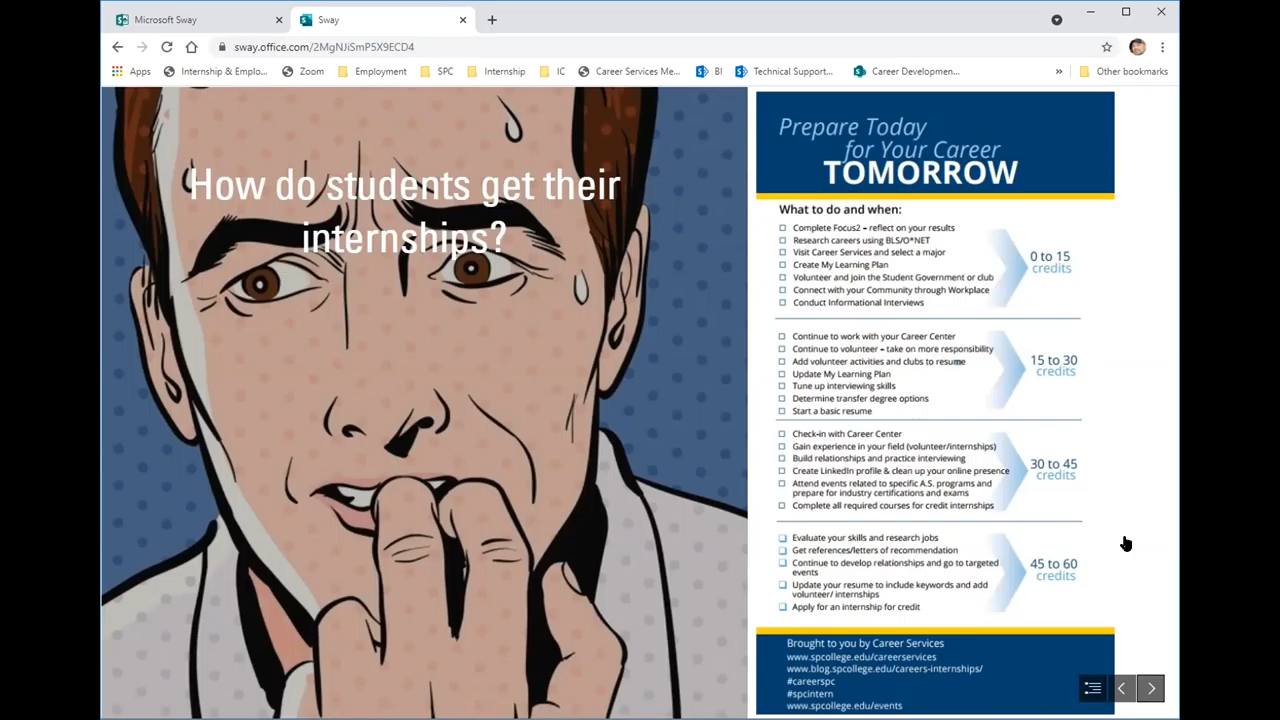 Microsoft Sway
Sway
sway.office.com/2MgNJiSmP5X9ECD4
Apps
Internship & Emplo...
Zoom
Employment
SPC
Internship
IC
Career Services Me...
BI
Technical Support...
Career Developmen...
»
Other bookmarks
How do students get their
internships?
Prepare Today
for Your Career
TOMORROW
What to do and when:
Complete Focus2 – reflect on your results
Research careers using BLS/O*NET
Visit Career Services and select a major
Create My Learning Plan
Volunteer and join the Student Government or club
Connect with your Community through Workplace
Conduct Informational Interviews
0 to 15
credits
Continue to work with your Career Center
Continue to volunteer – take on more responsibility
Add volunteer activities and clubs to resume
Update My Learning Plan
Tune up interviewing skills
Determine transfer degree options
Start a basic resume
15 to 30
credits
Check-in with Career Center
Gain experience in your field (volunteer/internships)
Build relationships and practice interviewing
Create LinkedIn profile & clean up your online presence
Attend events related to specific A.S. programs and
prepare for industry certifications and exams
Complete all required courses for credit internships
30 to 45
credits
Evaluate your skills and research jobs
Get references/letters of recommendation
Continue to develop relationships and go to targeted
events
Update your resume to include keywords and add
volunteer/ internships
Apply for an internship for credit
45 to 60
credits
Brought to you by Career Services
www.spcollege.edu/careerservices
www.blog.spcollege.edu/careers-internships/
#careerspc
#spcintern
www.spcollege.edu/events